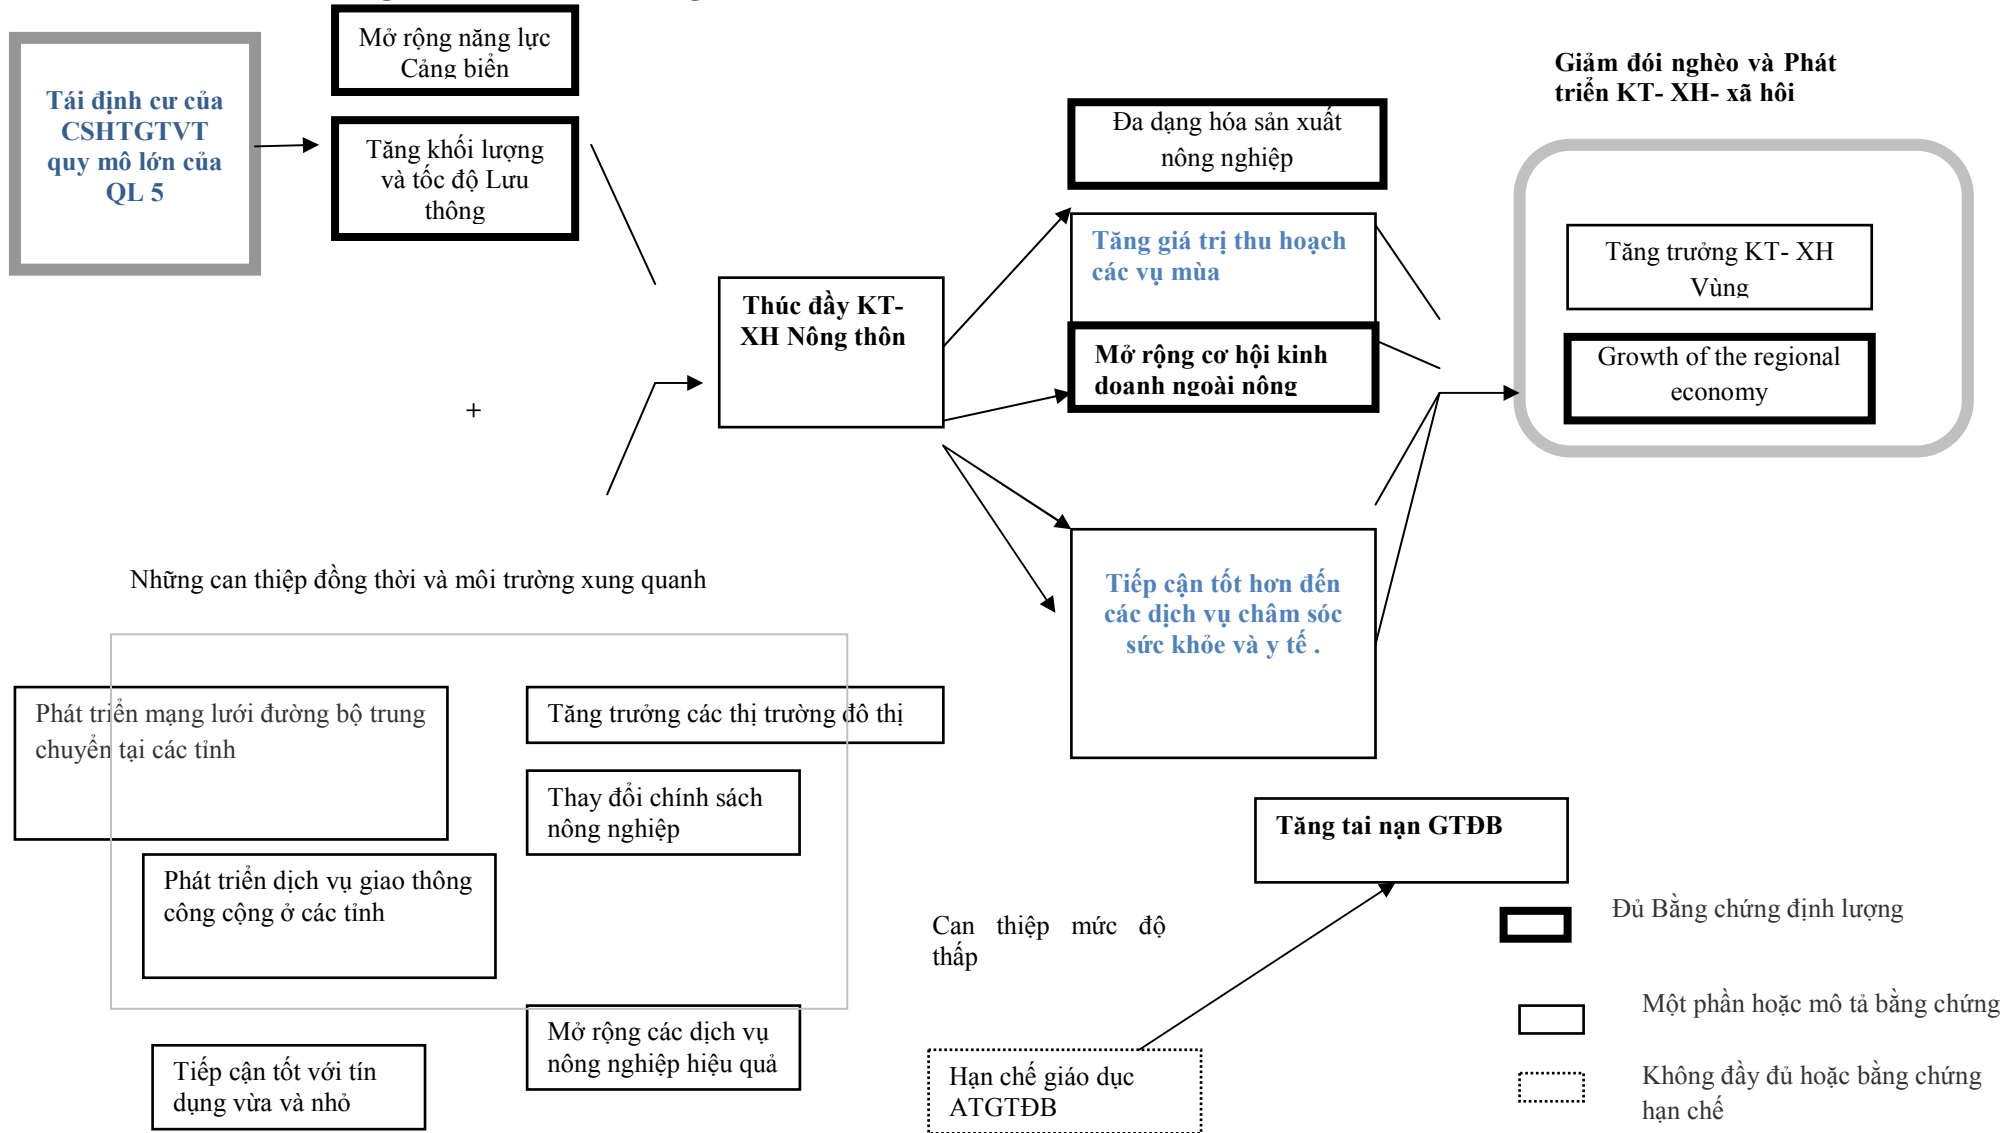 Mở rộng năng lực
Cảng biển
Tái định cư của
CSHTGTVT
quy mô lớn của
QL 5
Tăng khối lượng
và tốc độ Lưu
thông
Giảm đói nghèo và Phát
triển KT- XH- xã hôi
Đa dạng hóa sản xuất
nông nghiệp
Tăng giá trị thu hoạch
các vụ mùa
Tăng trưởng KT- XH
Vùng
Thúc đầy KT-
XH Nông thôn
Mở rộng cơ hội kinh
doanh ngoài nông
Growth of the regional
economy
+
Những can thiệp đồng thời và môi trường xung quanh
Tiếp cận tốt hơn đến
các dịch vụ châm sóc
sức khỏe và y tế .
Phát triển mạng lưới đường bộ trung
chuyển tại các tỉnh
Tăng trưởng các thị trường đô thị
Thay đổi chính sách
nông nghiệp
Phát triển dịch vụ giao thông
công cộng ở các tỉnh
Mở rộng các dịch vụ
nông nghiệp hiệu quả
Tiếp cận tốt với tín
dụng vừa và nhỏ
Tăng tai nạn GTĐB
Can thiệp mức độ
thấp
Hạn chế giáo dục
ATGTĐB
Đủ Bằng chứng định lượng
Một phần hoặc mô tả bằng chứng
Không đầy đủ hoặc bằng chứng
hạn chế